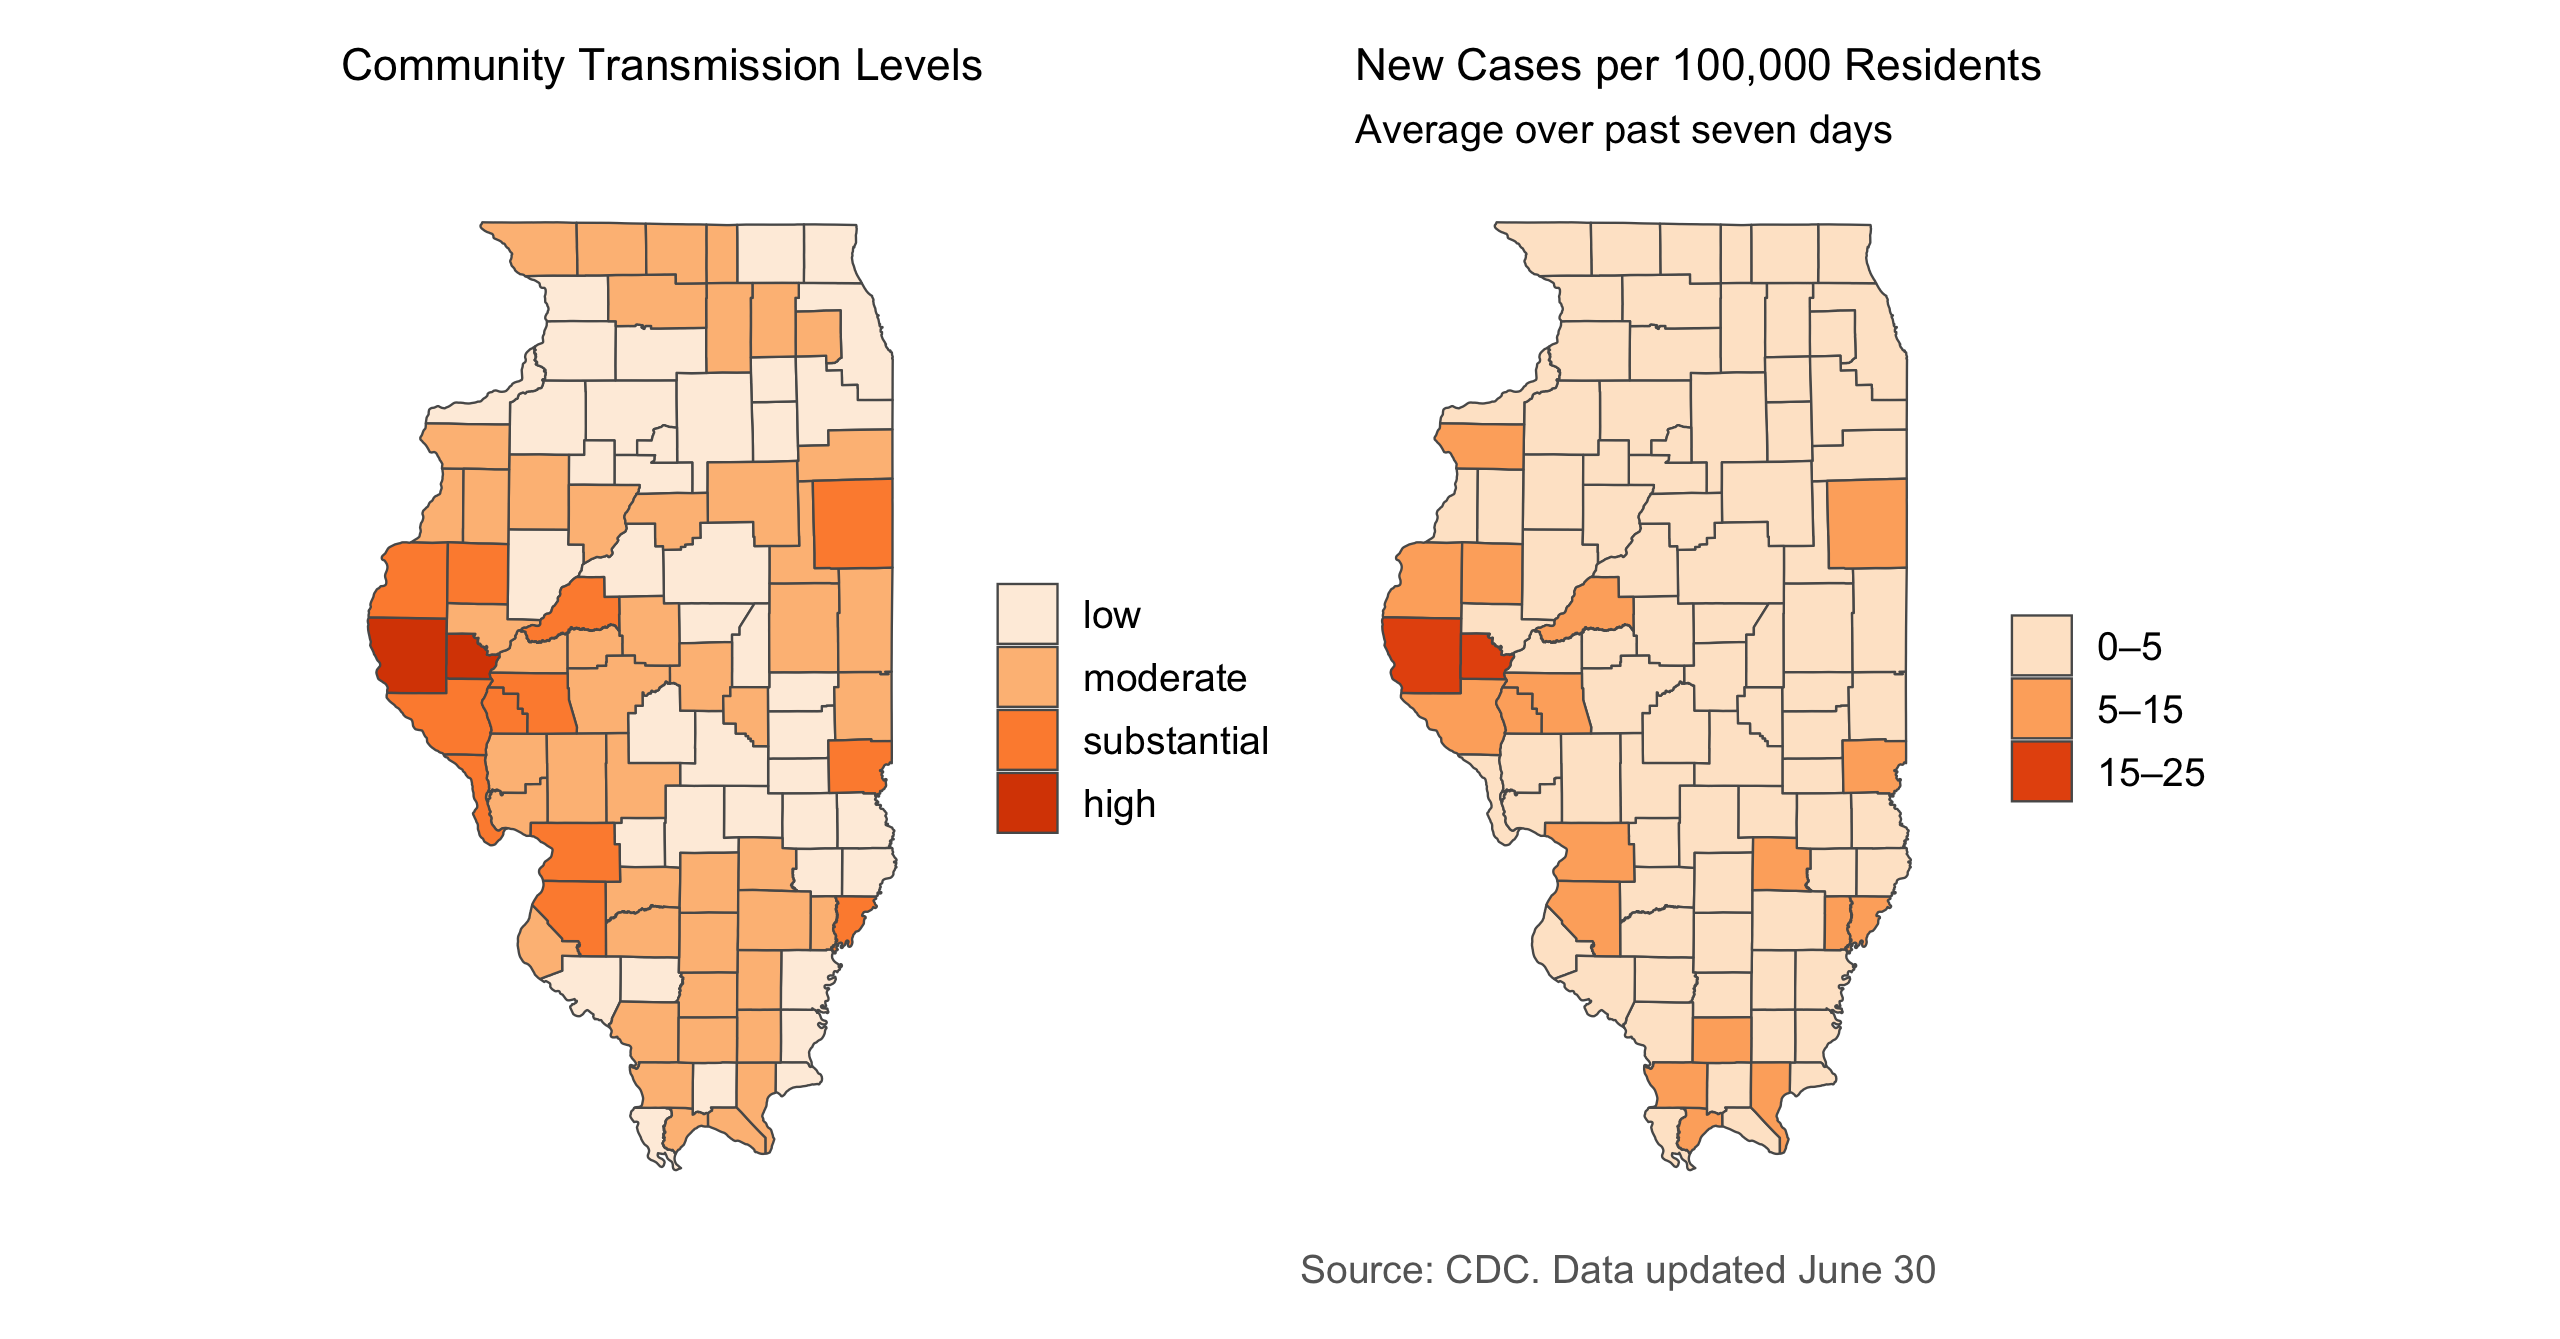 Community Transmission Levels
New Cases per 100,000 Residents
Average over past seven days
low
moderate
substantial
high
0–5
5–15
15–25
Source: CDC. Data updated June 30